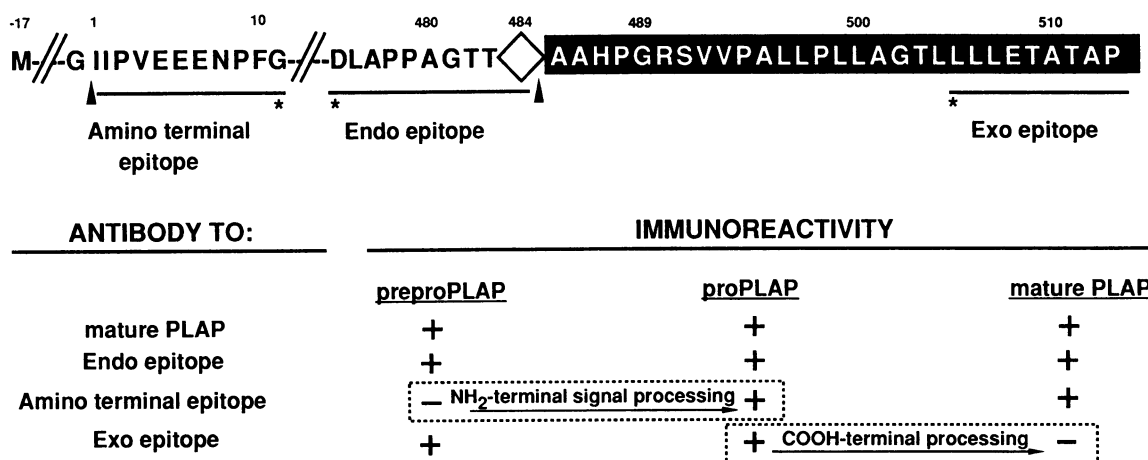 -17 1 10 480 484 489 500 510
M-//-G IIPVEEENPFG-//-DLAPPAGTT◇AAHPGRSVVPALLPLLAGTLLLLETATAP
* * *
Amino terminal epitope
Endo epitope
Exo epitope
ANTIBODY TO: IMMUNOREACTIVITY
preproPLAP proPLAP mature PLAP
mature PLAP + + +
Endo epitope + + +
Amino terminal epitope − NH2-terminal signal processing + +
Exo epitope + + COOH-terminal processing −